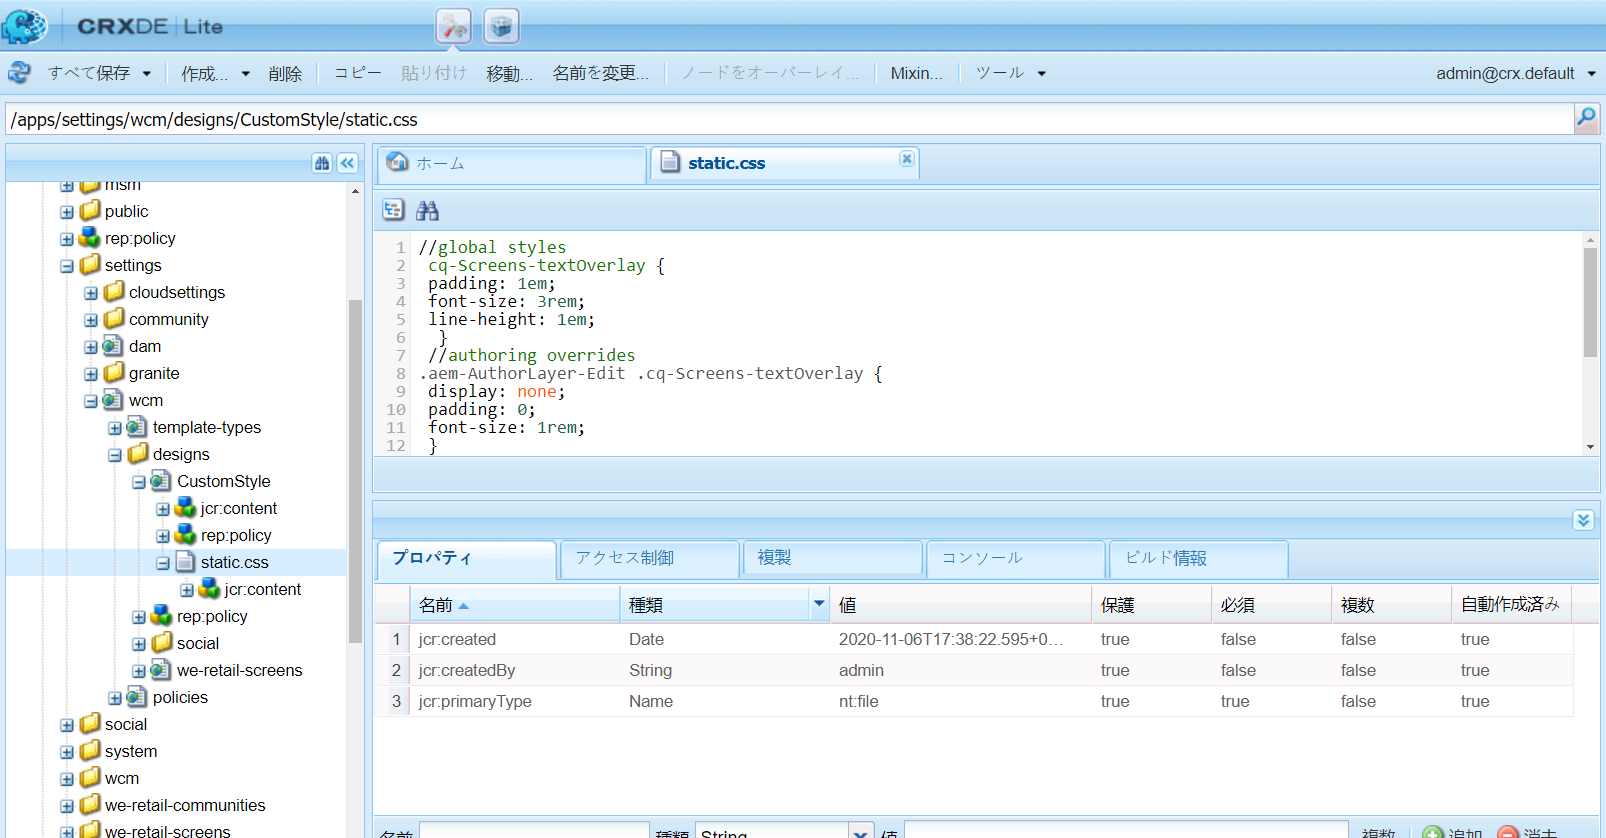 CRXDE | Lite
すべて保存 作成... 削除 コピー 貼り付け 移動... 名前を変更... ノードをオーバーレイ... Mixin... ツール admin@crx.default
/apps/settings/wcm/designs/CustomStyle/static.css
msm
public
rep:policy
settings
cloudsettings
community
dam
granite
wcm
template-types
designs
CustomStyle
jcr:content
rep:policy
static.css
jcr:content
rep:policy
social
we-retail-screens
policies
social
system
wcm
we-retail-communities
we-retail-screens
ホーム static.css
1 //global styles
2 cq-Screens-textOverlay {
3 padding: 1em;
4 font-size: 3rem;
5 line-height: 1em;
6 }
7 //authoring overrides
8 .aem-AuthorLayer-Edit .cq-Screens-textOverlay {
9 display: none;
10 padding: 0;
11 font-size: 1rem;
12 }
プロパティ アクセス制御 複製 コンソール ビルド情報
名前 種類 値 保護 必須 複数 自動作成済み
1 jcr:created Date 2020-11-06T17:38:22.595+0... true false false true
2 jcr:createdBy String admin true false false true
3 jcr:primaryType Name nt:file true true false true
名前 種類 String 値 複数 追加 消去